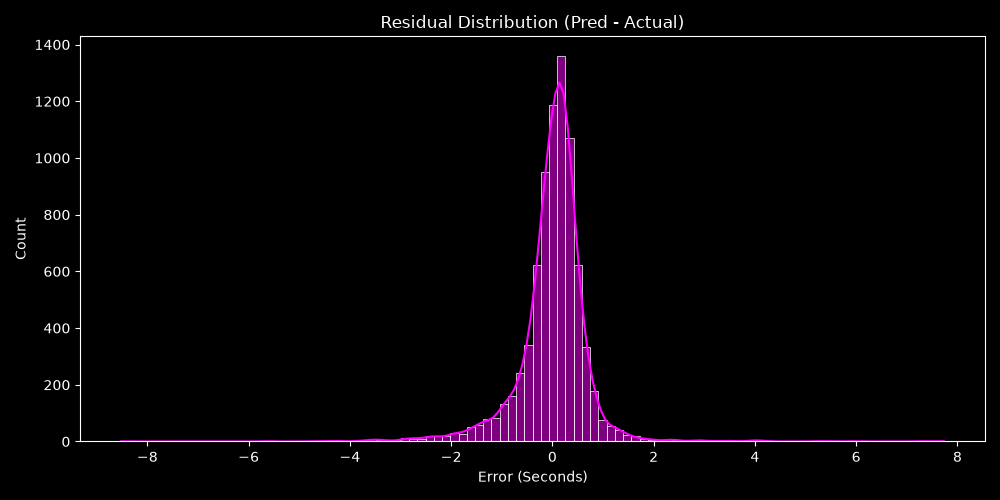 Residual Distribution (Pred - Actual)
1400
1200
1000
800
600
400
200
0
Count
−8 −6 −4 −2 0 2 4 6 8
Error (Seconds)